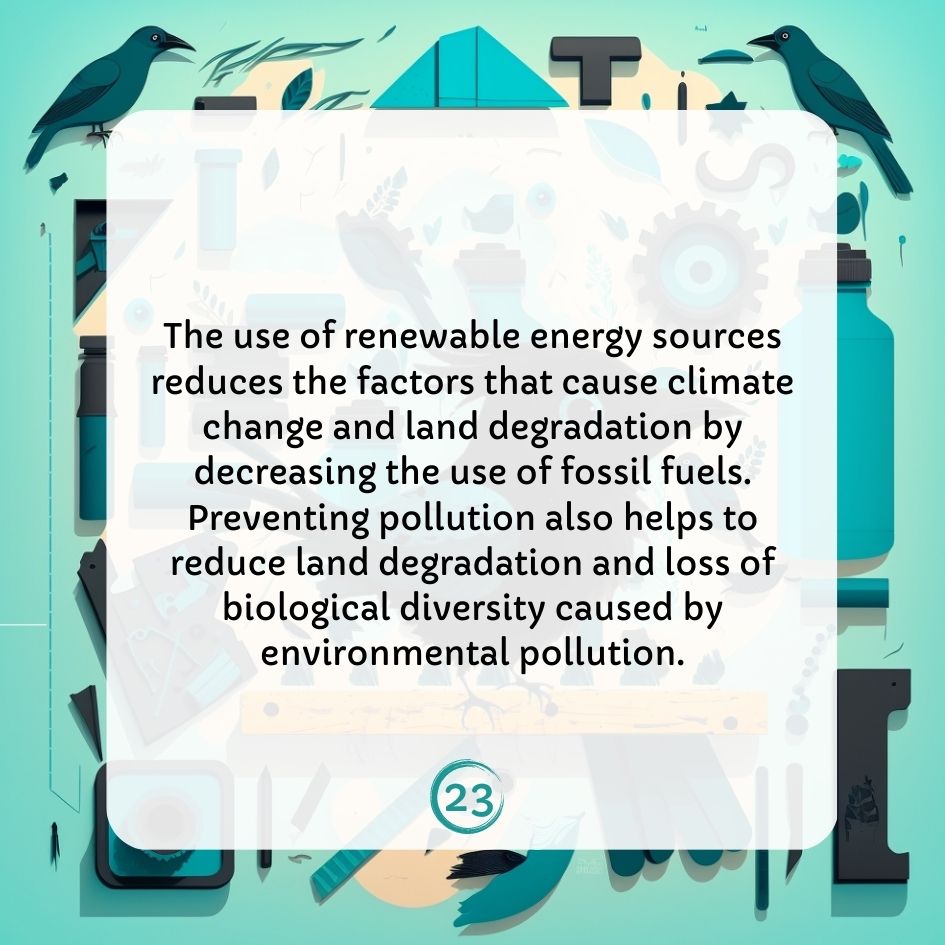 The use of renewable energy sources
reduces the factors that cause climate
change and land degradation by
decreasing the use of fossil fuels.
Preventing pollution also helps to
reduce land degradation and loss of
biological diversity caused by
environmental pollution.
23